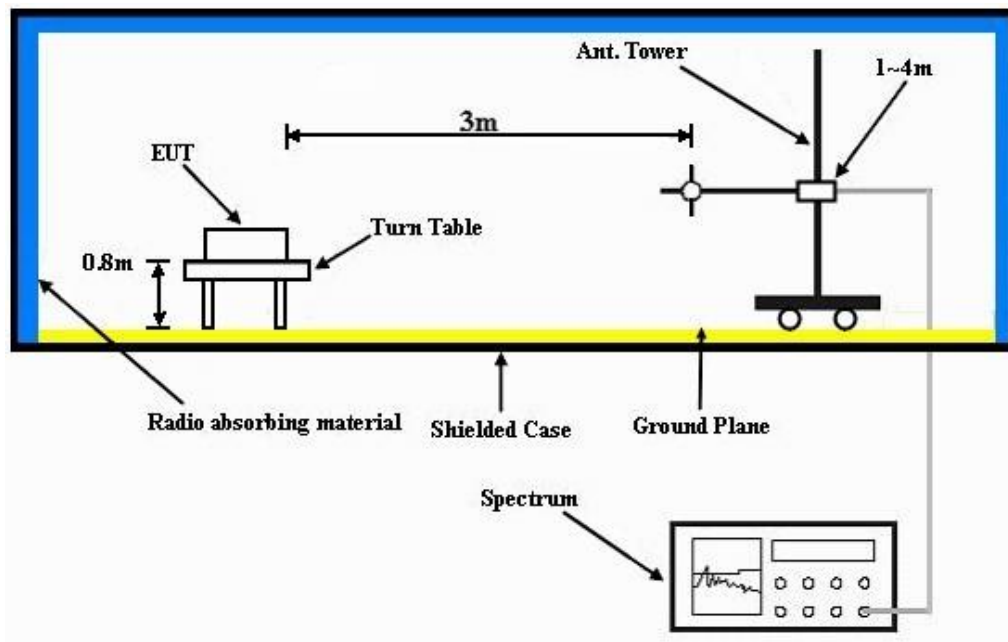 Ant. Tower
1~4m
3m
EUT
Turn Table
0.8m
Radio absorbing material
Shielded Case
Ground Plane
Spectrum